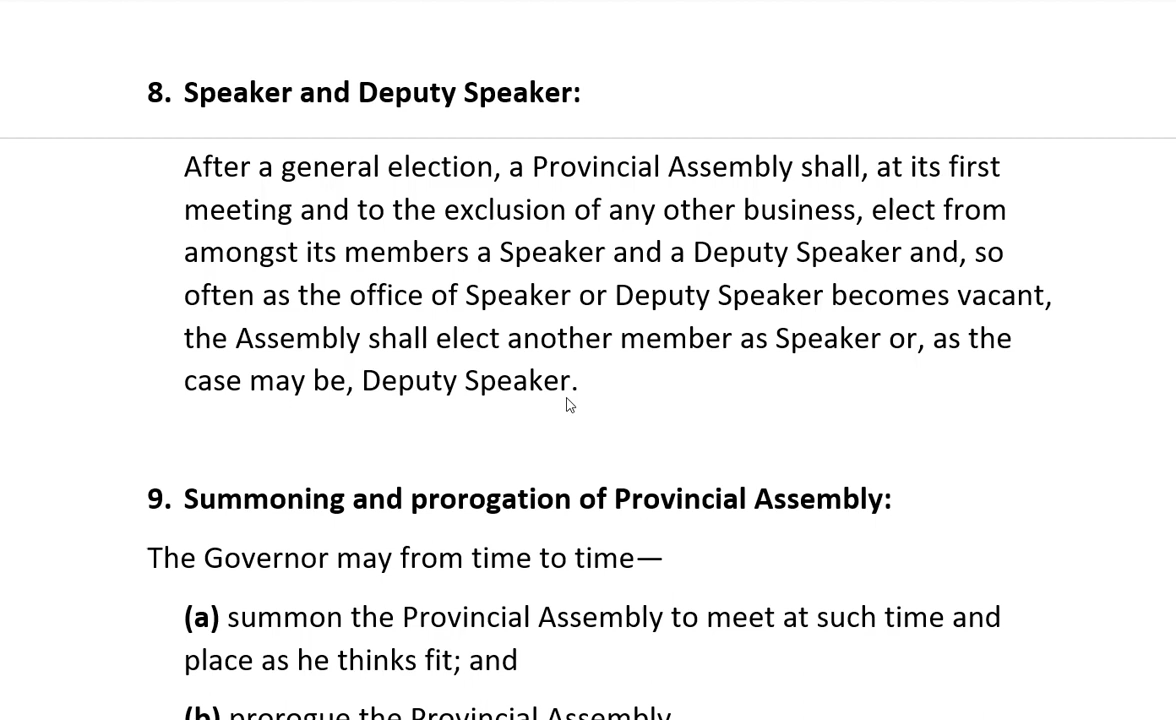 8. Speaker and Deputy Speaker:
After a general election, a Provincial Assembly shall, at its first
meeting and to the exclusion of any other business, elect from
amongst its members a Speaker and a Deputy Speaker and, so
often as the office of Speaker or Deputy Speaker becomes vacant,
the Assembly shall elect another member as Speaker or, as the
case may be, Deputy Speaker.
9. Summoning and prorogation of Provincial Assembly:
The Governor may from time to time—
(a) summon the Provincial Assembly to meet at such time and
place as he thinks fit; and
(b) prorogue the Provincial Assembly